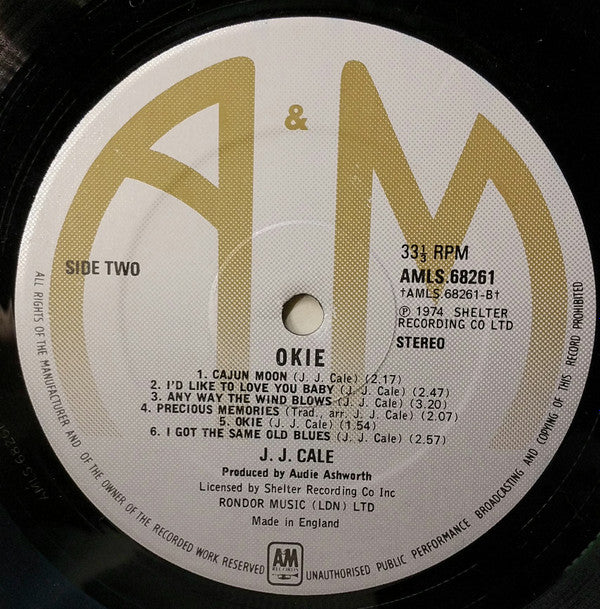 A & M
SIDE TWO
33⅓ RPM
AMLS.68261
†AMLS.68261-B†
℗ 1974 SHELTER
RECORDING CO LTD
STEREO
OKIE
1. CAJUN MOON (J. J. Cale) (2.17)
2. I'D LIKE TO LOVE YOU BABY (J. J. Cale) (2.47)
3. ANY WAY THE WIND BLOWS (J. J. Cale) (3.20)
4. PRECIOUS MEMORIES (Trad., arr. J. J. Cale) (2.07)
5. OKIE (J. J. Cale) (1.54)
6. I GOT THE SAME OLD BLUES (J. J. Cale) (2.57)
J. J. CALE
Produced by Audie Ashworth
Licensed by Shelter Recording Co Inc
RONDOR MUSIC (LDN) LTD
Made in England
AM
RECORDS
ALL RIGHTS OF THE MANUFACTURER AND OF THE OWNER OF THE RECORDED WORK RESERVED
UNAUTHORISED PUBLIC PERFORMANCE BROADCASTING AND COPYING OF THIS RECORD PROHIBITED